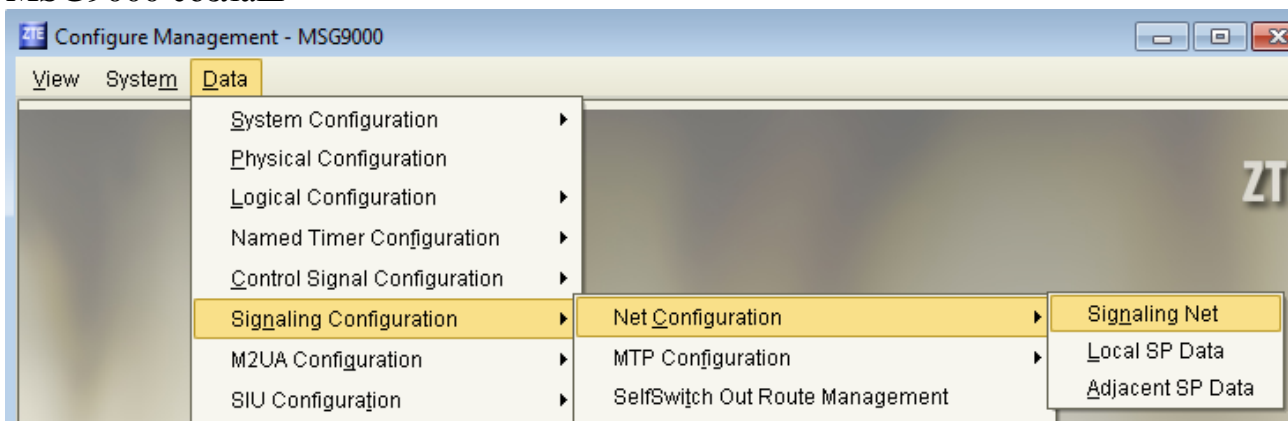 Configure Management - MSG9000
View System Data
System Configuration
Physical Configuration
ZT
Logical Configuration
Named Timer Configuration
Control Signal Configuration
Signaling Configuration
Net Configuration
Signaling Net
M2UA Configuration
MTP Configuration
Local SP Data
SIU Configuration
SelfSwitch Out Route Management
Adjacent SP Data